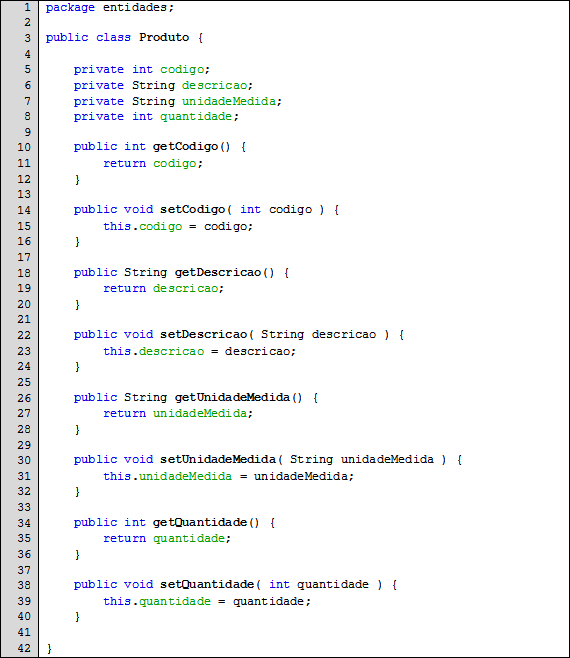 1 package entidades;
2
3 public class Produto {
4
5     private int codigo;
6     private String descricao;
7     private String unidadeMedida;
8     private int quantidade;
9
10     public int getCodigo() {
11         return codigo;
12     }
13
14     public void setCodigo( int codigo ) {
15         this.codigo = codigo;
16     }
17
18     public String getDescricao() {
19         return descricao;
20     }
21
22     public void setDescricao( String descricao ) {
23         this.descricao = descricao;
24     }
25
26     public String getUnidadeMedida() {
27         return unidadeMedida;
28     }
29
30     public void setUnidadeMedida( String unidadeMedida ) {
31         this.unidadeMedida = unidadeMedida;
32     }
33
34     public int getQuantidade() {
35         return quantidade;
36     }
37
38     public void setQuantidade( int quantidade ) {
39         this.quantidade = quantidade;
40     }
41
42 }